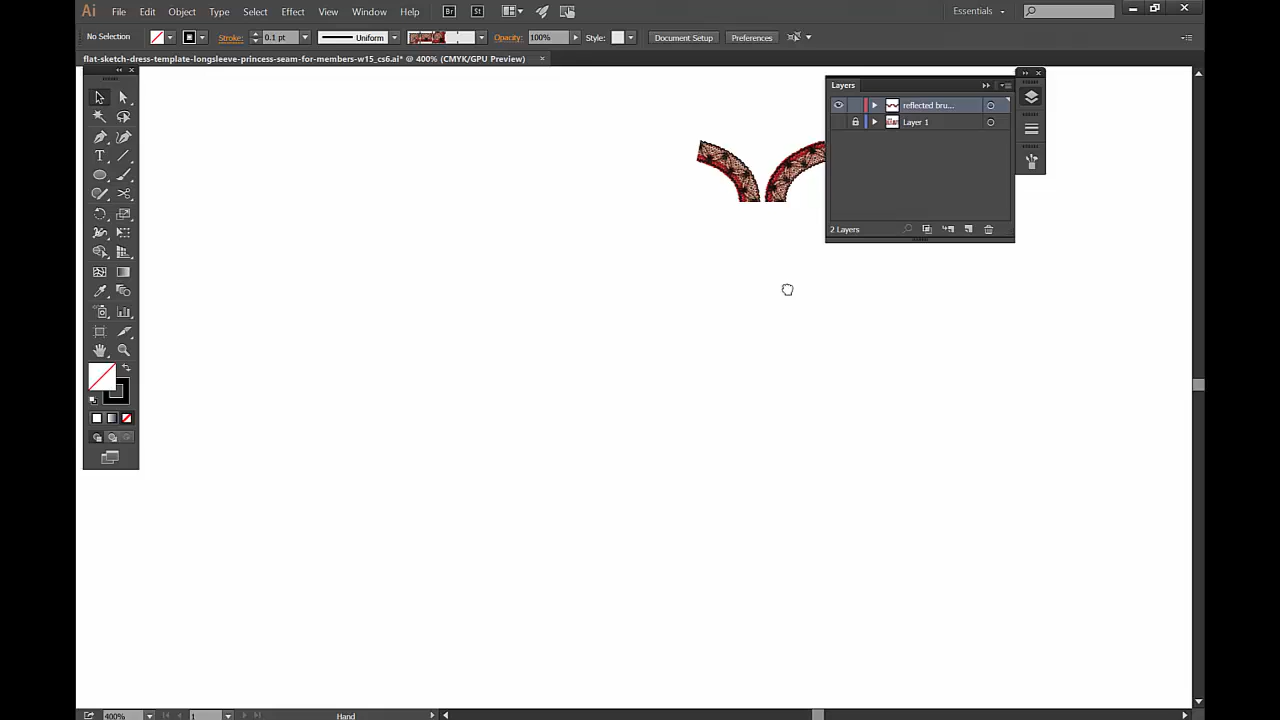 Ai File Edit Object Type Select Effect View Window Help Br St Essentials
No Selection Stroke: 0.1 pt Uniform Opacity: 100% Style: Document Setup Preferences
flat-sketch-dress-template-longsleeve-princess-seam-for-members-w15_cs6.ai* @ 400% (CMYK/GPU Preview)
Layers
reflected bru...
Layer 1
2 Layers
T
400% 1 Hand